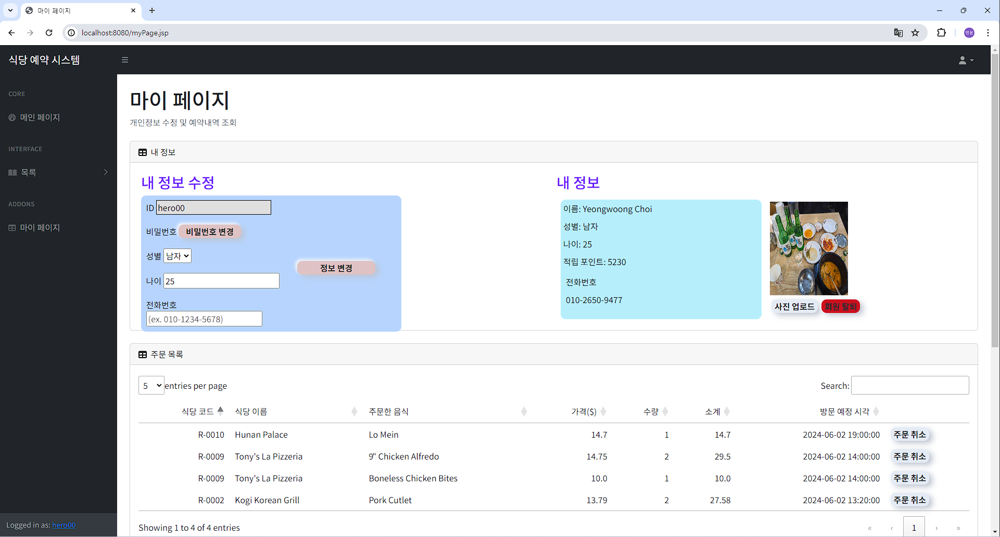 마이 페이지
localhost:8080/myPage.jsp
영웅
식당 예약 시스템
CORE
메인 페이지
INTERFACE
목록
ADDONS
마이 페이지
Logged in as: hero00
마이 페이지
개인정보 수정 및 예약내역 조회
내 정보
내 정보 수정
ID hero00
비밀번호 비밀번호 변경
성별 남자
나이 25
정보 변경
전화번호
(ex. 010-1234-5678)
내 정보
이름: Yeongwoong Choi
성별: 남자
나이: 25
적립 포인트: 5230
전화번호
010-2650-9477
사진 업로드 회원 탈퇴
주문 목록
5 entries per page Search:
식당 코드 식당 이름 주문한 음식 가격($) 수량 소계 방문 예정 시각
R-0010 Hunan Palace Lo Mein 14.7 1 14.7 2024-06-02 19:00:00 주문 취소
R-0009 Tony's La Pizzeria 9" Chicken Alfredo 14.75 2 29.5 2024-06-02 14:00:00 주문 취소
R-0009 Tony's La Pizzeria Boneless Chicken Bites 10.0 1 10.0 2024-06-02 14:00:00 주문 취소
R-0002 Kogi Korean Grill Pork Cutlet 13.79 2 27.58 2024-06-02 13:20:00 주문 취소
Showing 1 to 4 of 4 entries « ‹ 1 › »